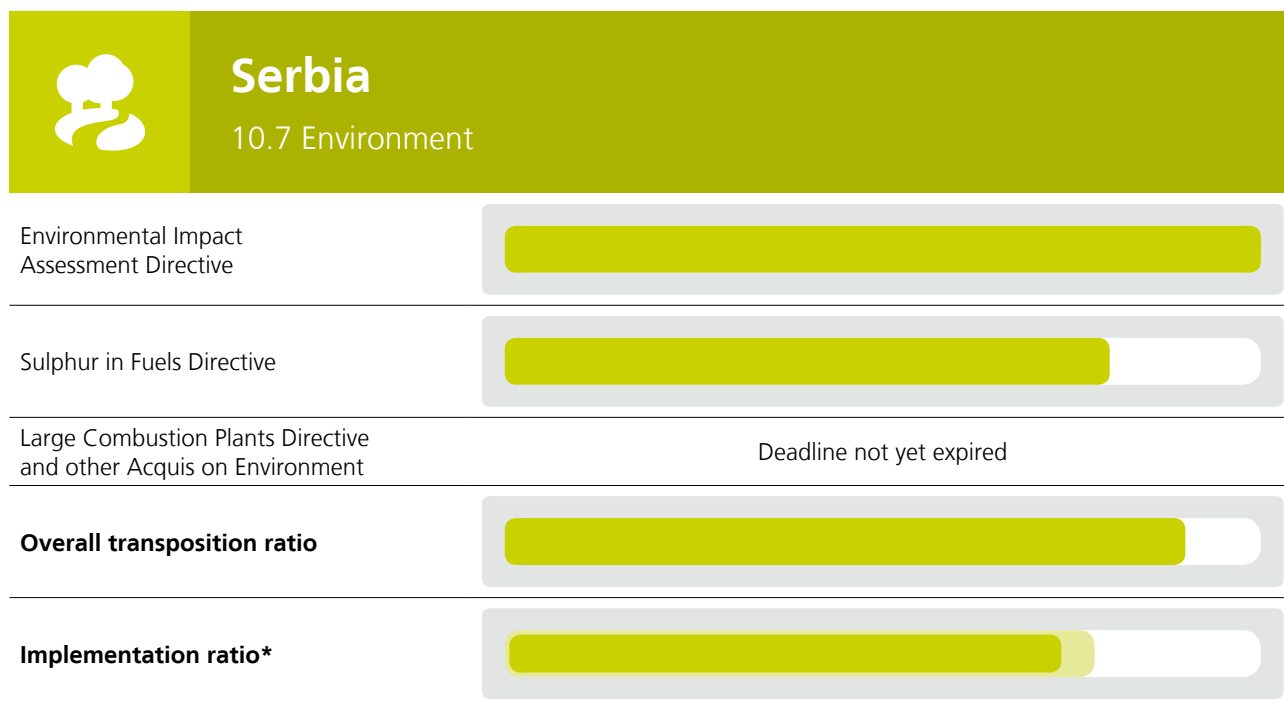 Serbia
10.7 Environment
Environmental Impact
Assessment Directive
Sulphur in Fuels Directive
Large Combustion Plants Directive
and other Acquis on Environment
Deadline not yet expired
Overall transposition ratio
Implementation ratio*